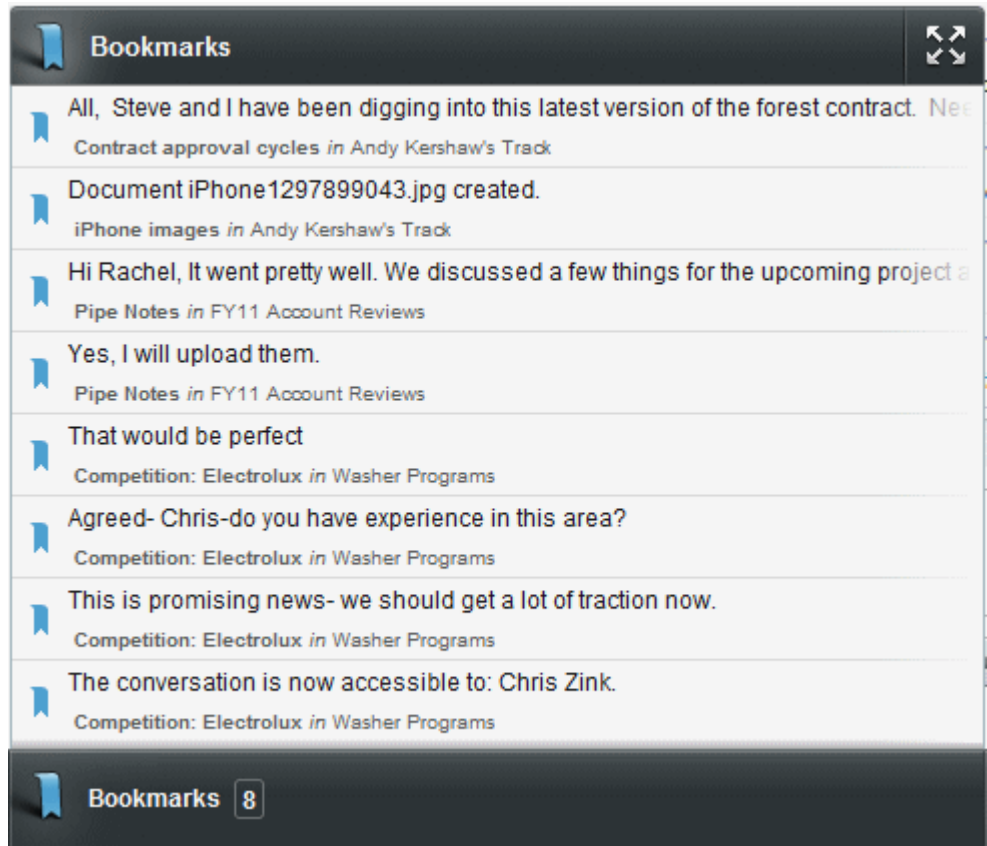 Bookmarks
All, Steve and I have been digging into this latest version of the forest contract. Nee
Contract approval cycles in Andy Kershaw's Track
Document iPhone1297899043.jpg created.
iPhone images in Andy Kershaw's Track
Hi Rachel, It went pretty well. We discussed a few things for the upcoming project a
Pipe Notes in FY11 Account Reviews
Yes, I will upload them.
Pipe Notes in FY11 Account Reviews
That would be perfect
Competition: Electrolux in Washer Programs
Agreed- Chris-do you have experience in this area?
Competition: Electrolux in Washer Programs
This is promising news- we should get a lot of traction now.
Competition: Electrolux in Washer Programs
The conversation is now accessible to: Chris Zink.
Competition: Electrolux in Washer Programs
Bookmarks 8